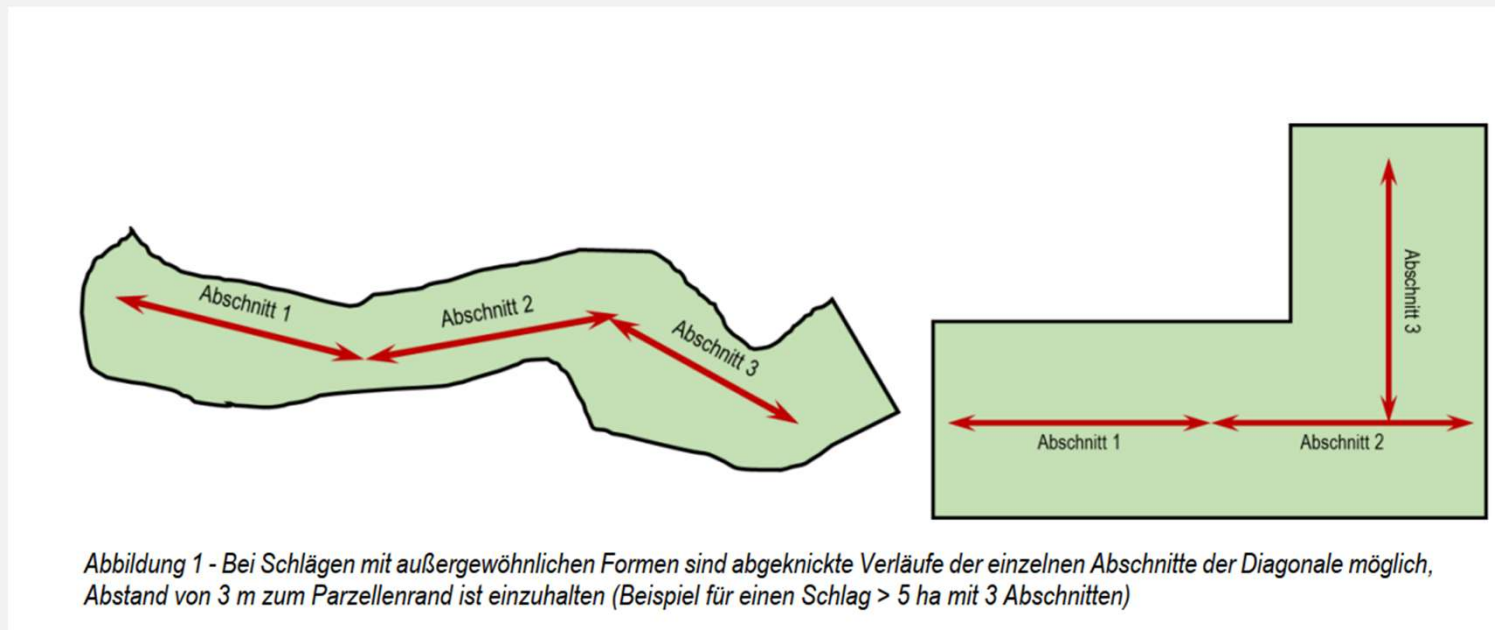 Abschnitt 1
Abschnitt 2
Abschnitt 3
Abschnitt 3
Abschnitt 1
Abschnitt 2
Abbildung 1 - Bei Schlägen mit außergewöhnlichen Formen sind abgeknickte Verläufe der einzelnen Abschnitte der Diagonale möglich,
Abstand von 3 m zum Parzellenrand ist einzuhalten (Beispiel für einen Schlag > 5 ha mit 3 Abschnitten)